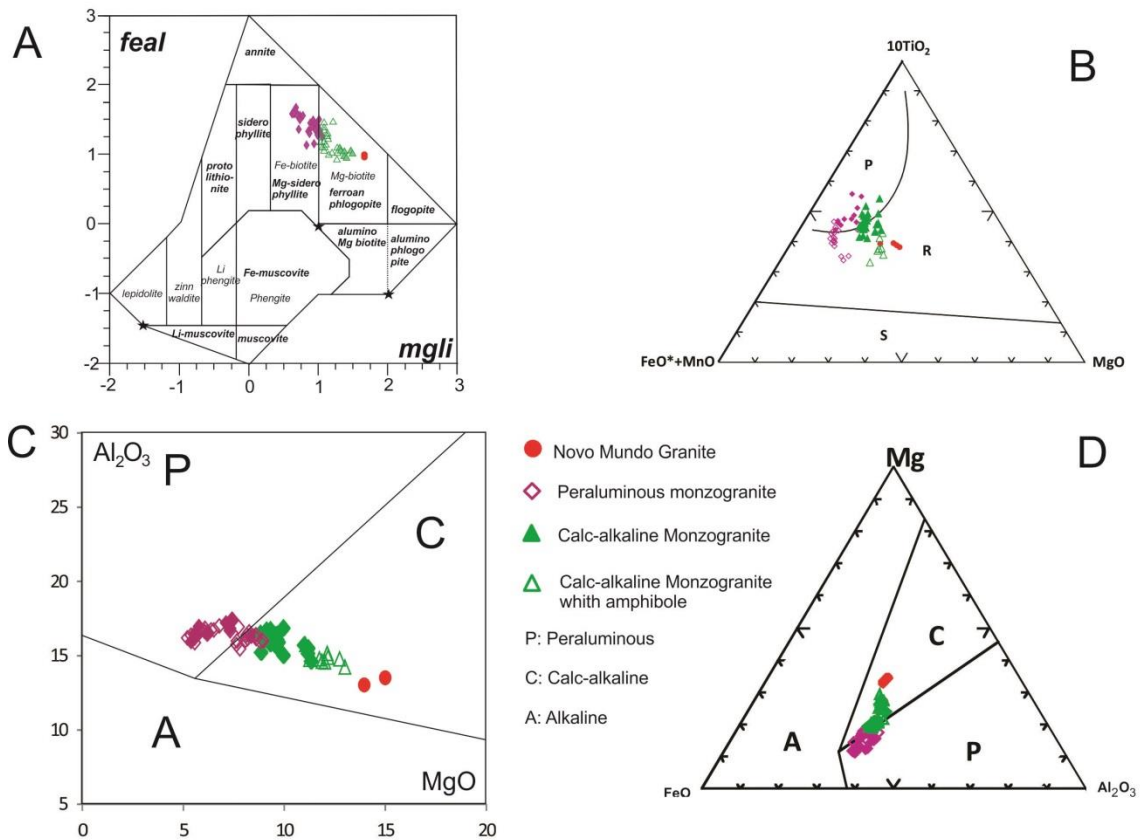 A
feal
3
2
1
0
-1
-2
-2
-1
0
1
2
3
annite
sidero
phyllite
proto
lithio-
nite
Fe-biotite
Mg-sidero
phyllite
Mg-biotite
ferroan
phlogopite
flogopite
alumino
Mg biotite
alumino
phlogo
pite
Li
phengite
Fe-muscovite
Phengite
lepidolite
zinn
waldite
Li-muscovite
muscovite
mgli
B
10TiO2
P
R
S
FeO*+MnO
MgO
C
30
25
20
15
10
5
0
5
10
15
20
Al2O3
P
C
A
MgO
Novo Mundo Granite
Peraluminous monzogranite
Calc-alkaline Monzogranite
Calc-alkaline Monzogranite
whith amphibole
P: Peraluminous
C: Calc-alkaline
A: Alkaline
D
Mg
C
A
P
FeO
Al2O3